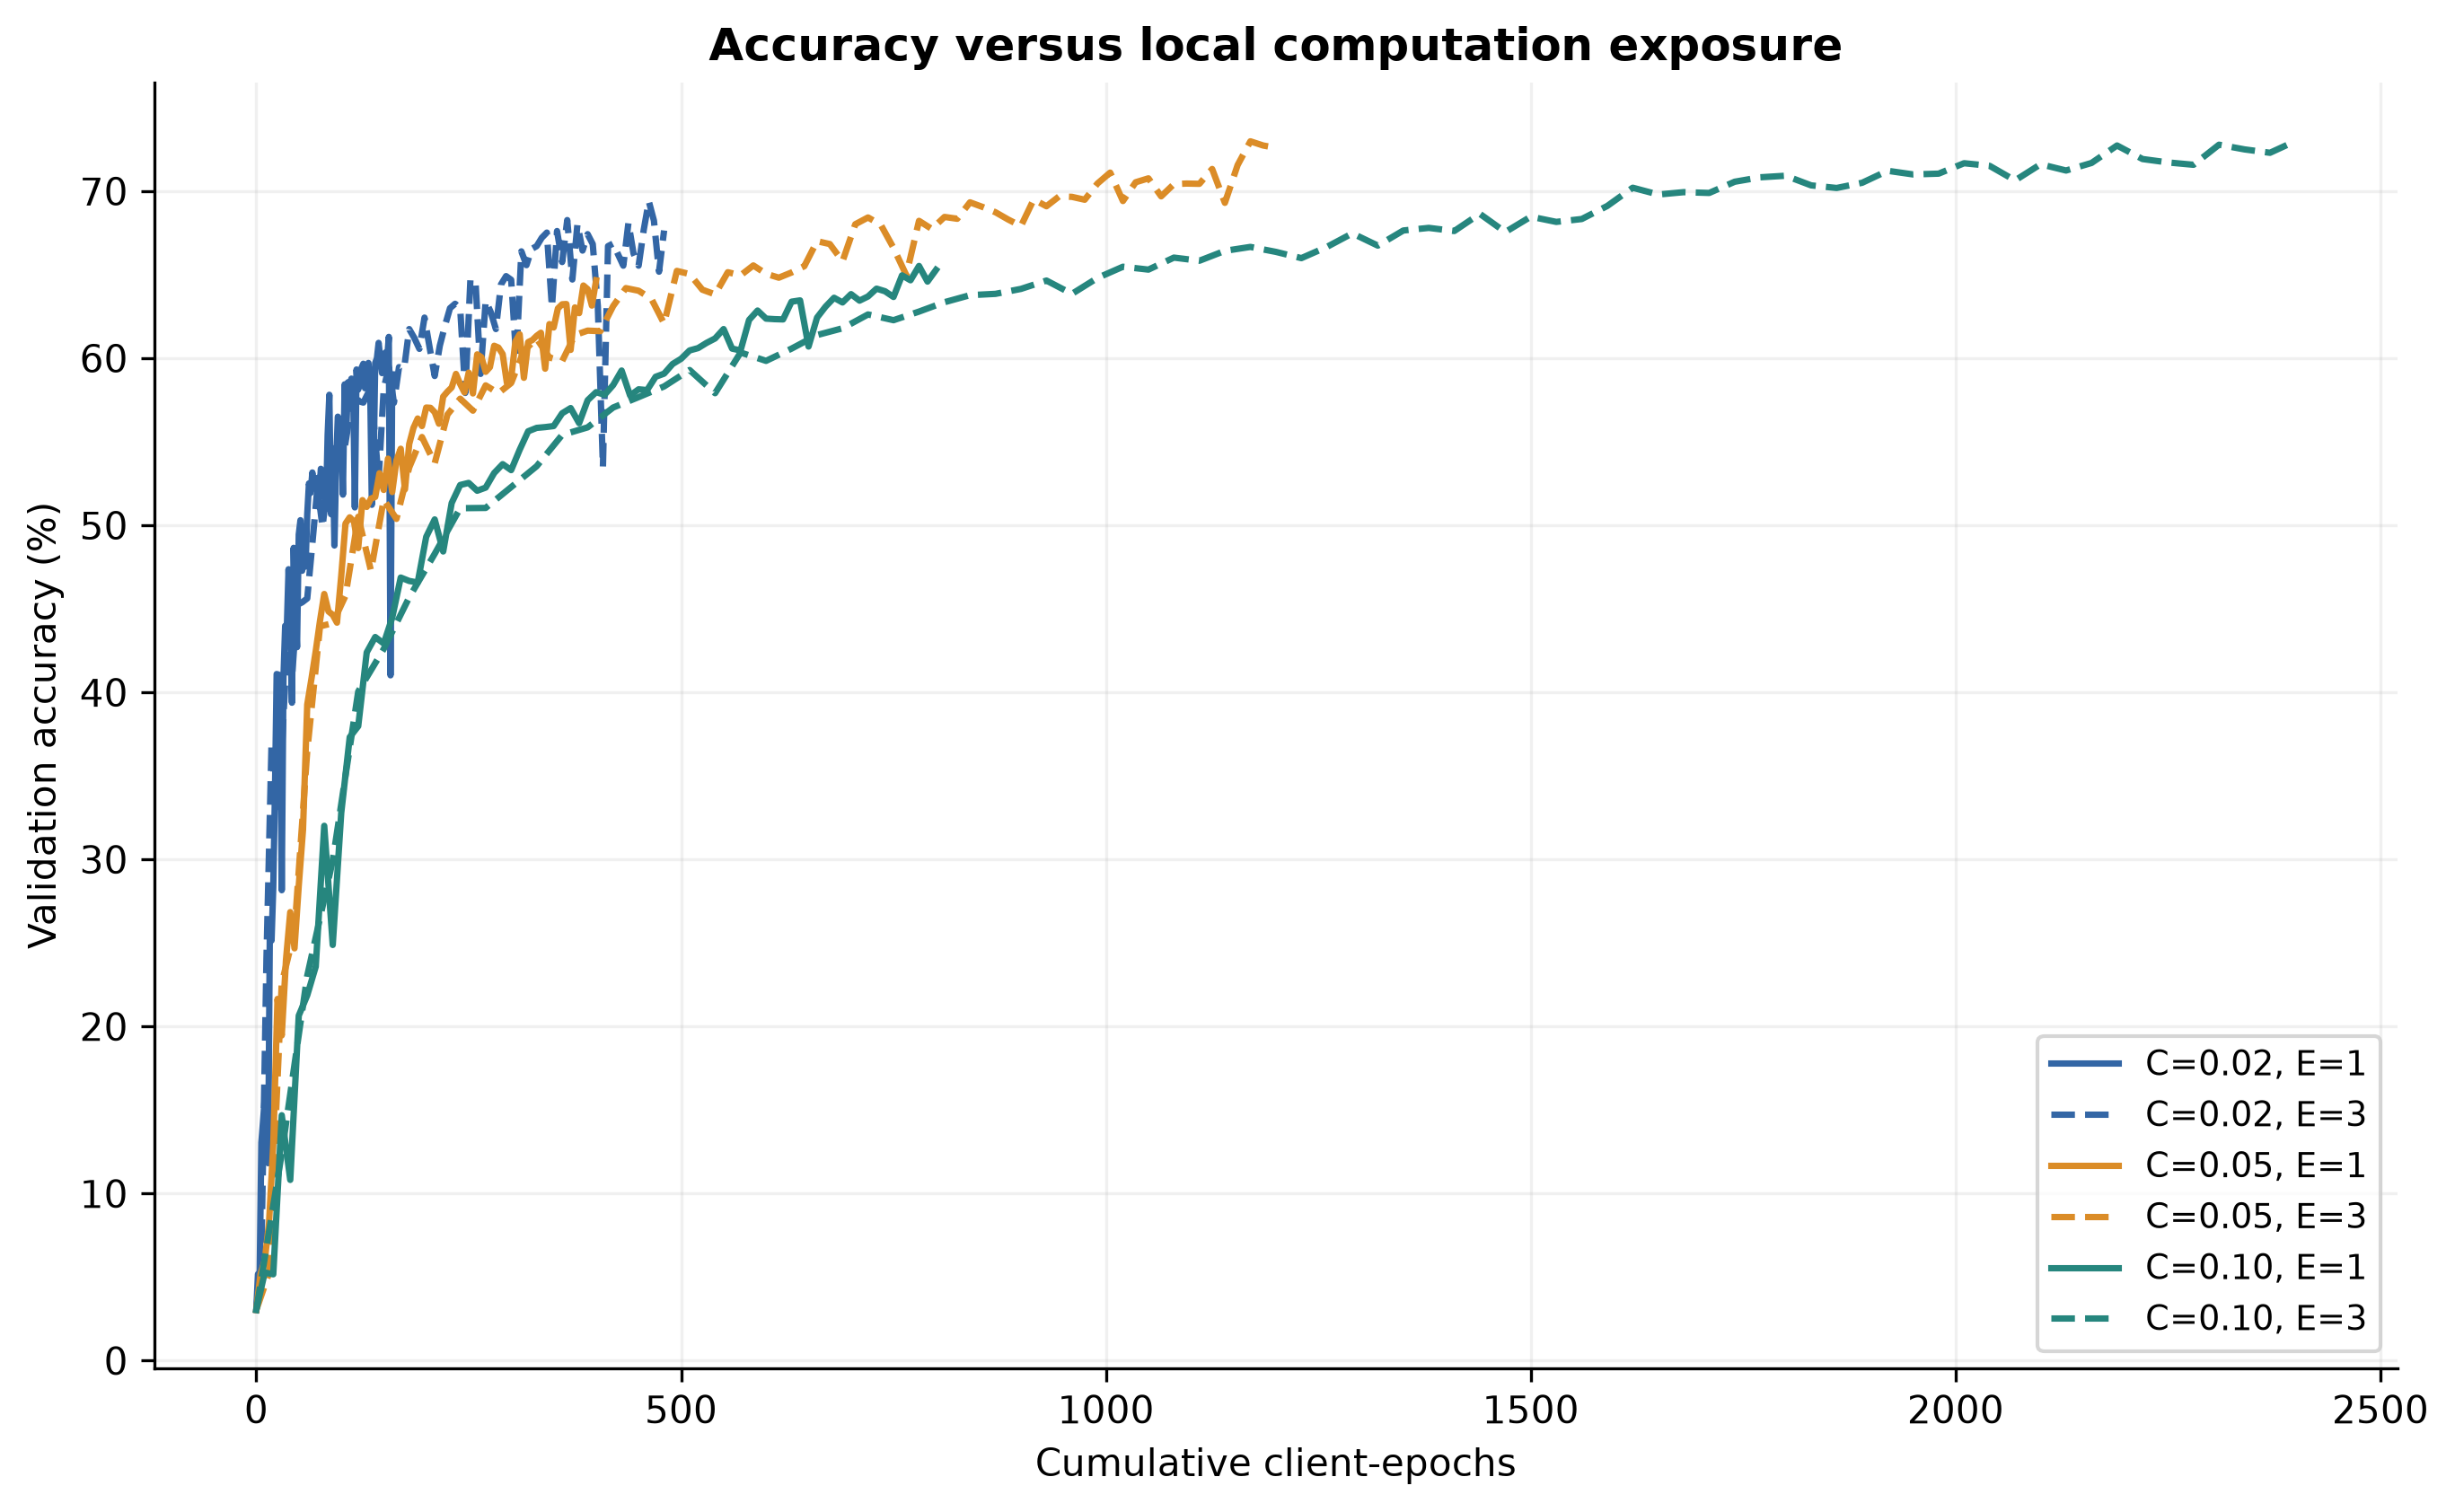 Accuracy versus local computation exposure
Validation accuracy (%)
70
60
50
40
30
20
10
0
0 500 1000 1500 2000 2500
Cumulative client-epochs
C=0.02, E=1
C=0.02, E=3
C=0.05, E=1
C=0.05, E=3
C=0.10, E=1
C=0.10, E=3